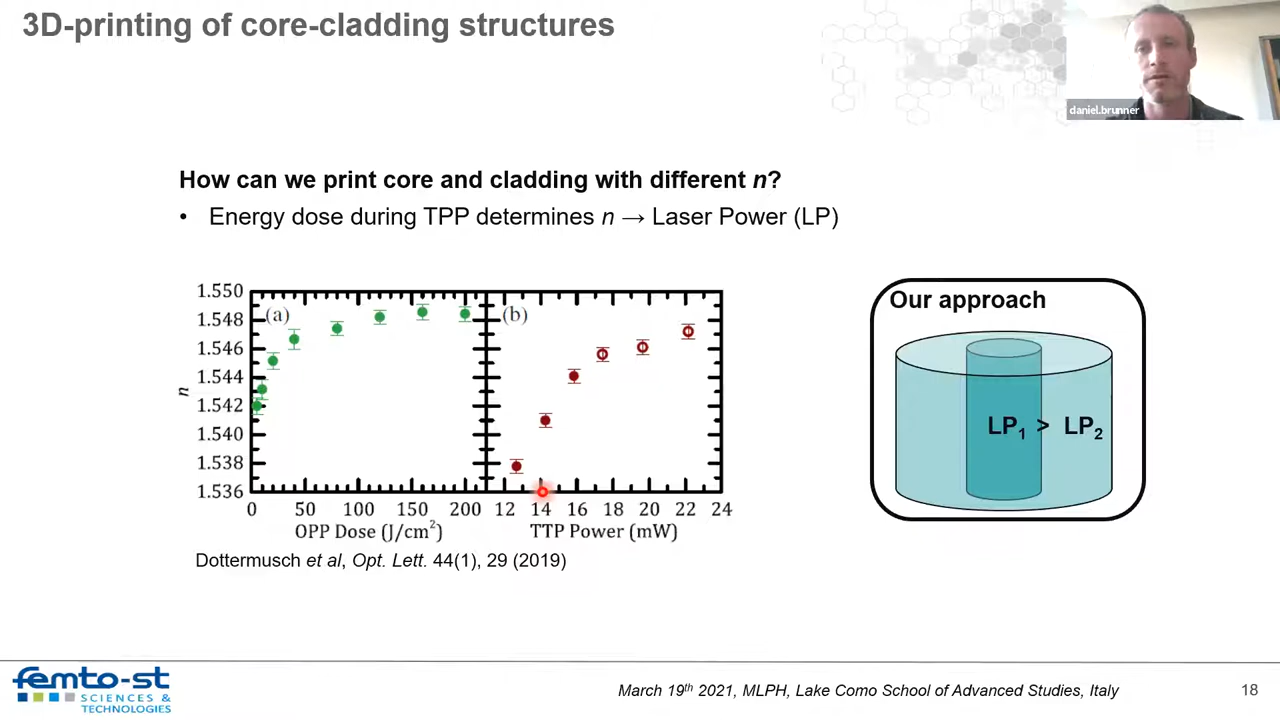 3D-printing of core-cladding structures
daniel.brunner
How can we print core and cladding with different n?
• Energy dose during TPP determines n → Laser Power (LP)
1.550
1.548
1.546
1.544
1.542
1.540
1.538
1.536
n
(a)
(b)
0 50 100 150 200 12 14 16 18 20 22 24
OPP Dose (J/cm²) TTP Power (mW)
Dottermusch et al, Opt. Lett. 44(1), 29 (2019)
Our approach
LP₁ > LP₂
femto-st
SCIENCES &
TECHNOLOGIES
March 19th 2021, MLPH, Lake Como School of Advanced Studies, Italy
18